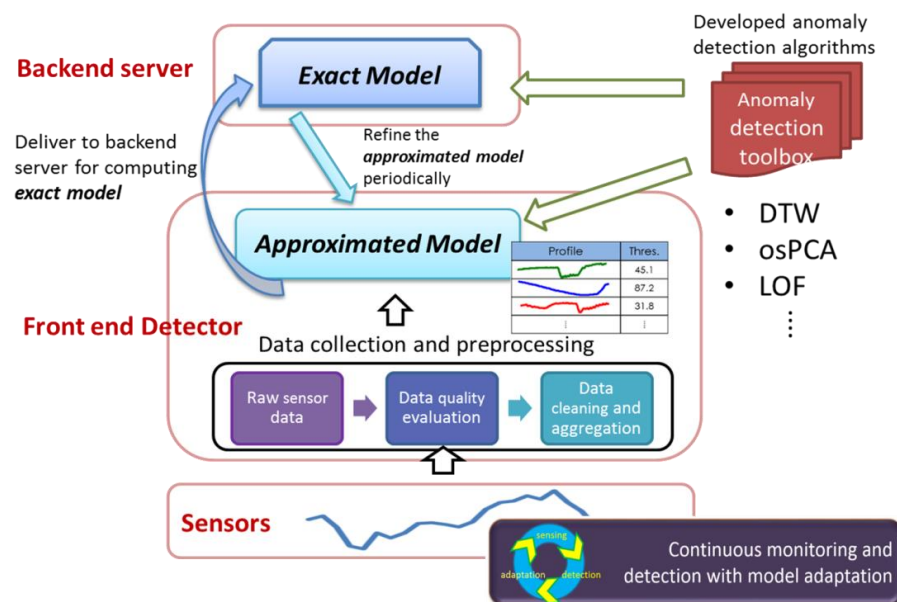 Developed anomaly
detection algorithms
Backend server
Exact Model
Anomaly
detection
toolbox
Deliver to backend
server for computing
exact model
Refine the
approximated model
periodically
Approximated Model
Profile Thres.
45.1
87.2
31.8
⋮ ⋮
• DTW
• osPCA
• LOF
⋮
Front end Detector
Data collection and preprocessing
Raw sensor
data
Data quality
evaluation
Data
cleaning and
aggregation
Sensors
sensing
adaptation detection
Continuous monitoring and
detection with model adaptation